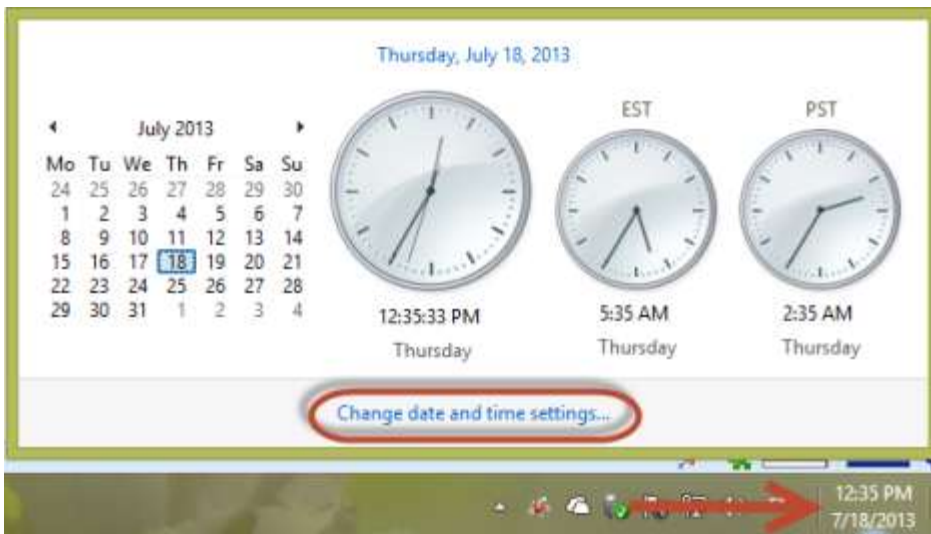 Thursday, July 18, 2013
July 2013
Mo Tu We Th Fr Sa Su
24 25 26 27 28 29 30
1 2 3 4 5 6 7
8 9 10 11 12 13 14
15 16 17 18 19 20 21
22 23 24 25 26 27 28
29 30 31 1 2 3 4
12:35:33 PM
Thursday
EST
5:35 AM
Thursday
PST
2:35 AM
Thursday
Change date and time settings...
12:35 PM
7/18/2013